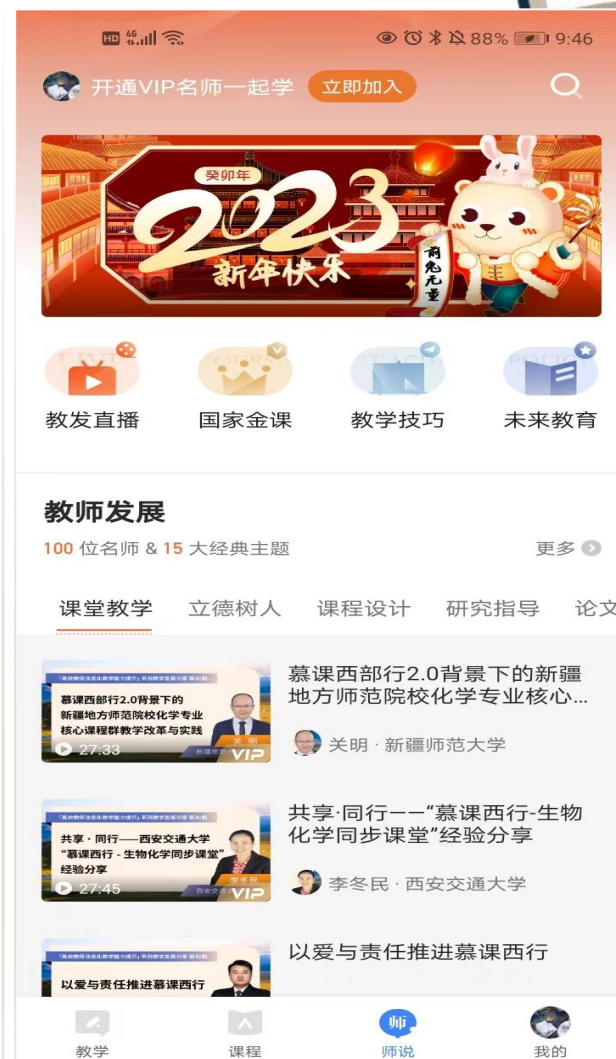 HD 4G 88% 9:46
开通VIP名师一起学 立即加入
癸卯年
2023
新年快乐
前兔无量
教发直播 国家金课 教学技巧 未来教育
教师发展
100 位名师 & 15 大经典主题 更多
课堂教学 立德树人 课程设计 研究指导 论文
慕课西部行2.0背景下的新疆
地方师范院校化学专业核心...
关明 · 新疆师范大学
慕课西部行2.0背景下的
新疆地方师范院校化学专业
核心课程群教学改革与实践
27:33
关 明
VIP
共享·同行——“慕课西行-生物
化学同步课堂”经验分享
李冬民 · 西安交通大学
共享 · 同行——西安交通大学
“慕课西行 - 生物化学同步课堂”
经验分享
27:45
李冬民
VIP
以爱与责任推进慕课西行
以爱与责任推进慕课西行
师
教学 课程 师说 我的